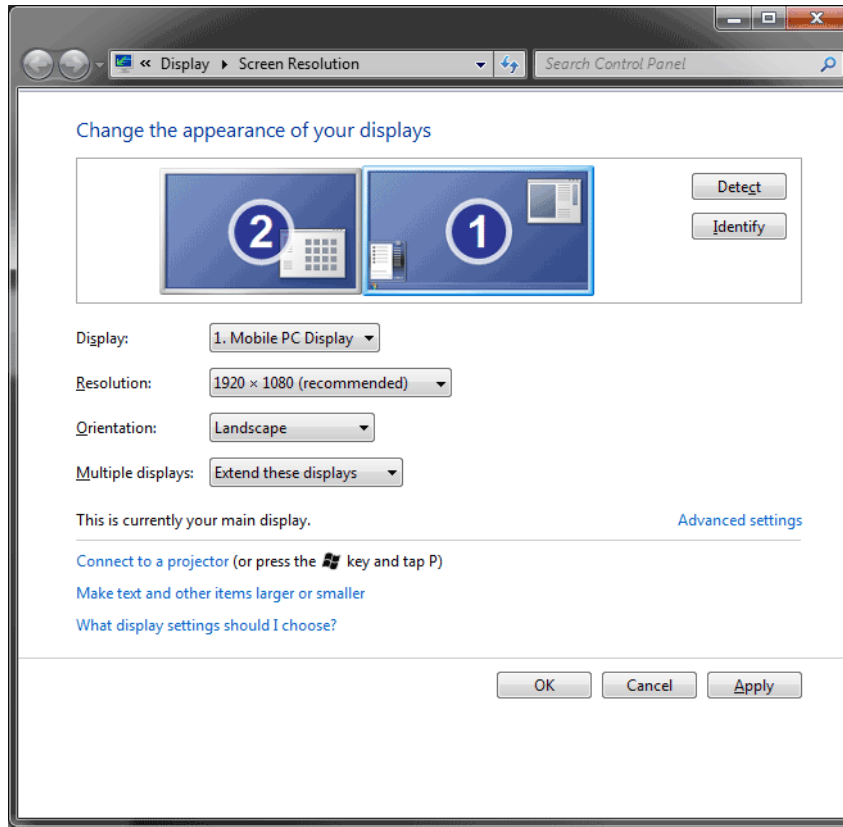 « Display ▸ Screen Resolution
Search Control Panel
Change the appearance of your displays
2
1
Detect
Identify
Display: 1. Mobile PC Display
Resolution: 1920 × 1080 (recommended)
Orientation: Landscape
Multiple displays: Extend these displays
This is currently your main display. Advanced settings
Connect to a projector (or press the key and tap P)
Make text and other items larger or smaller
What display settings should I choose?
OK Cancel Apply